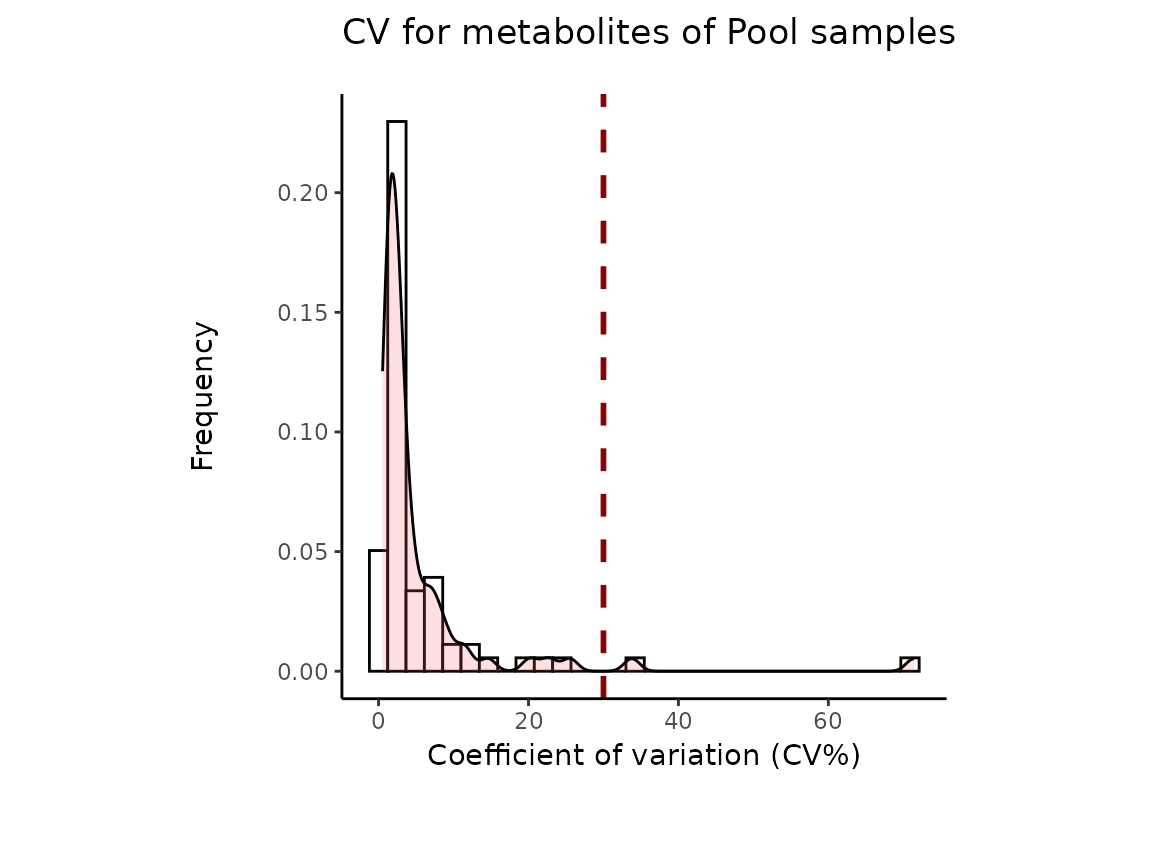 CV for metabolites of Pool samples
Frequency
0.20
0.15
0.10
0.05
0.00
0 20 40 60
Coefficient of variation (CV%)